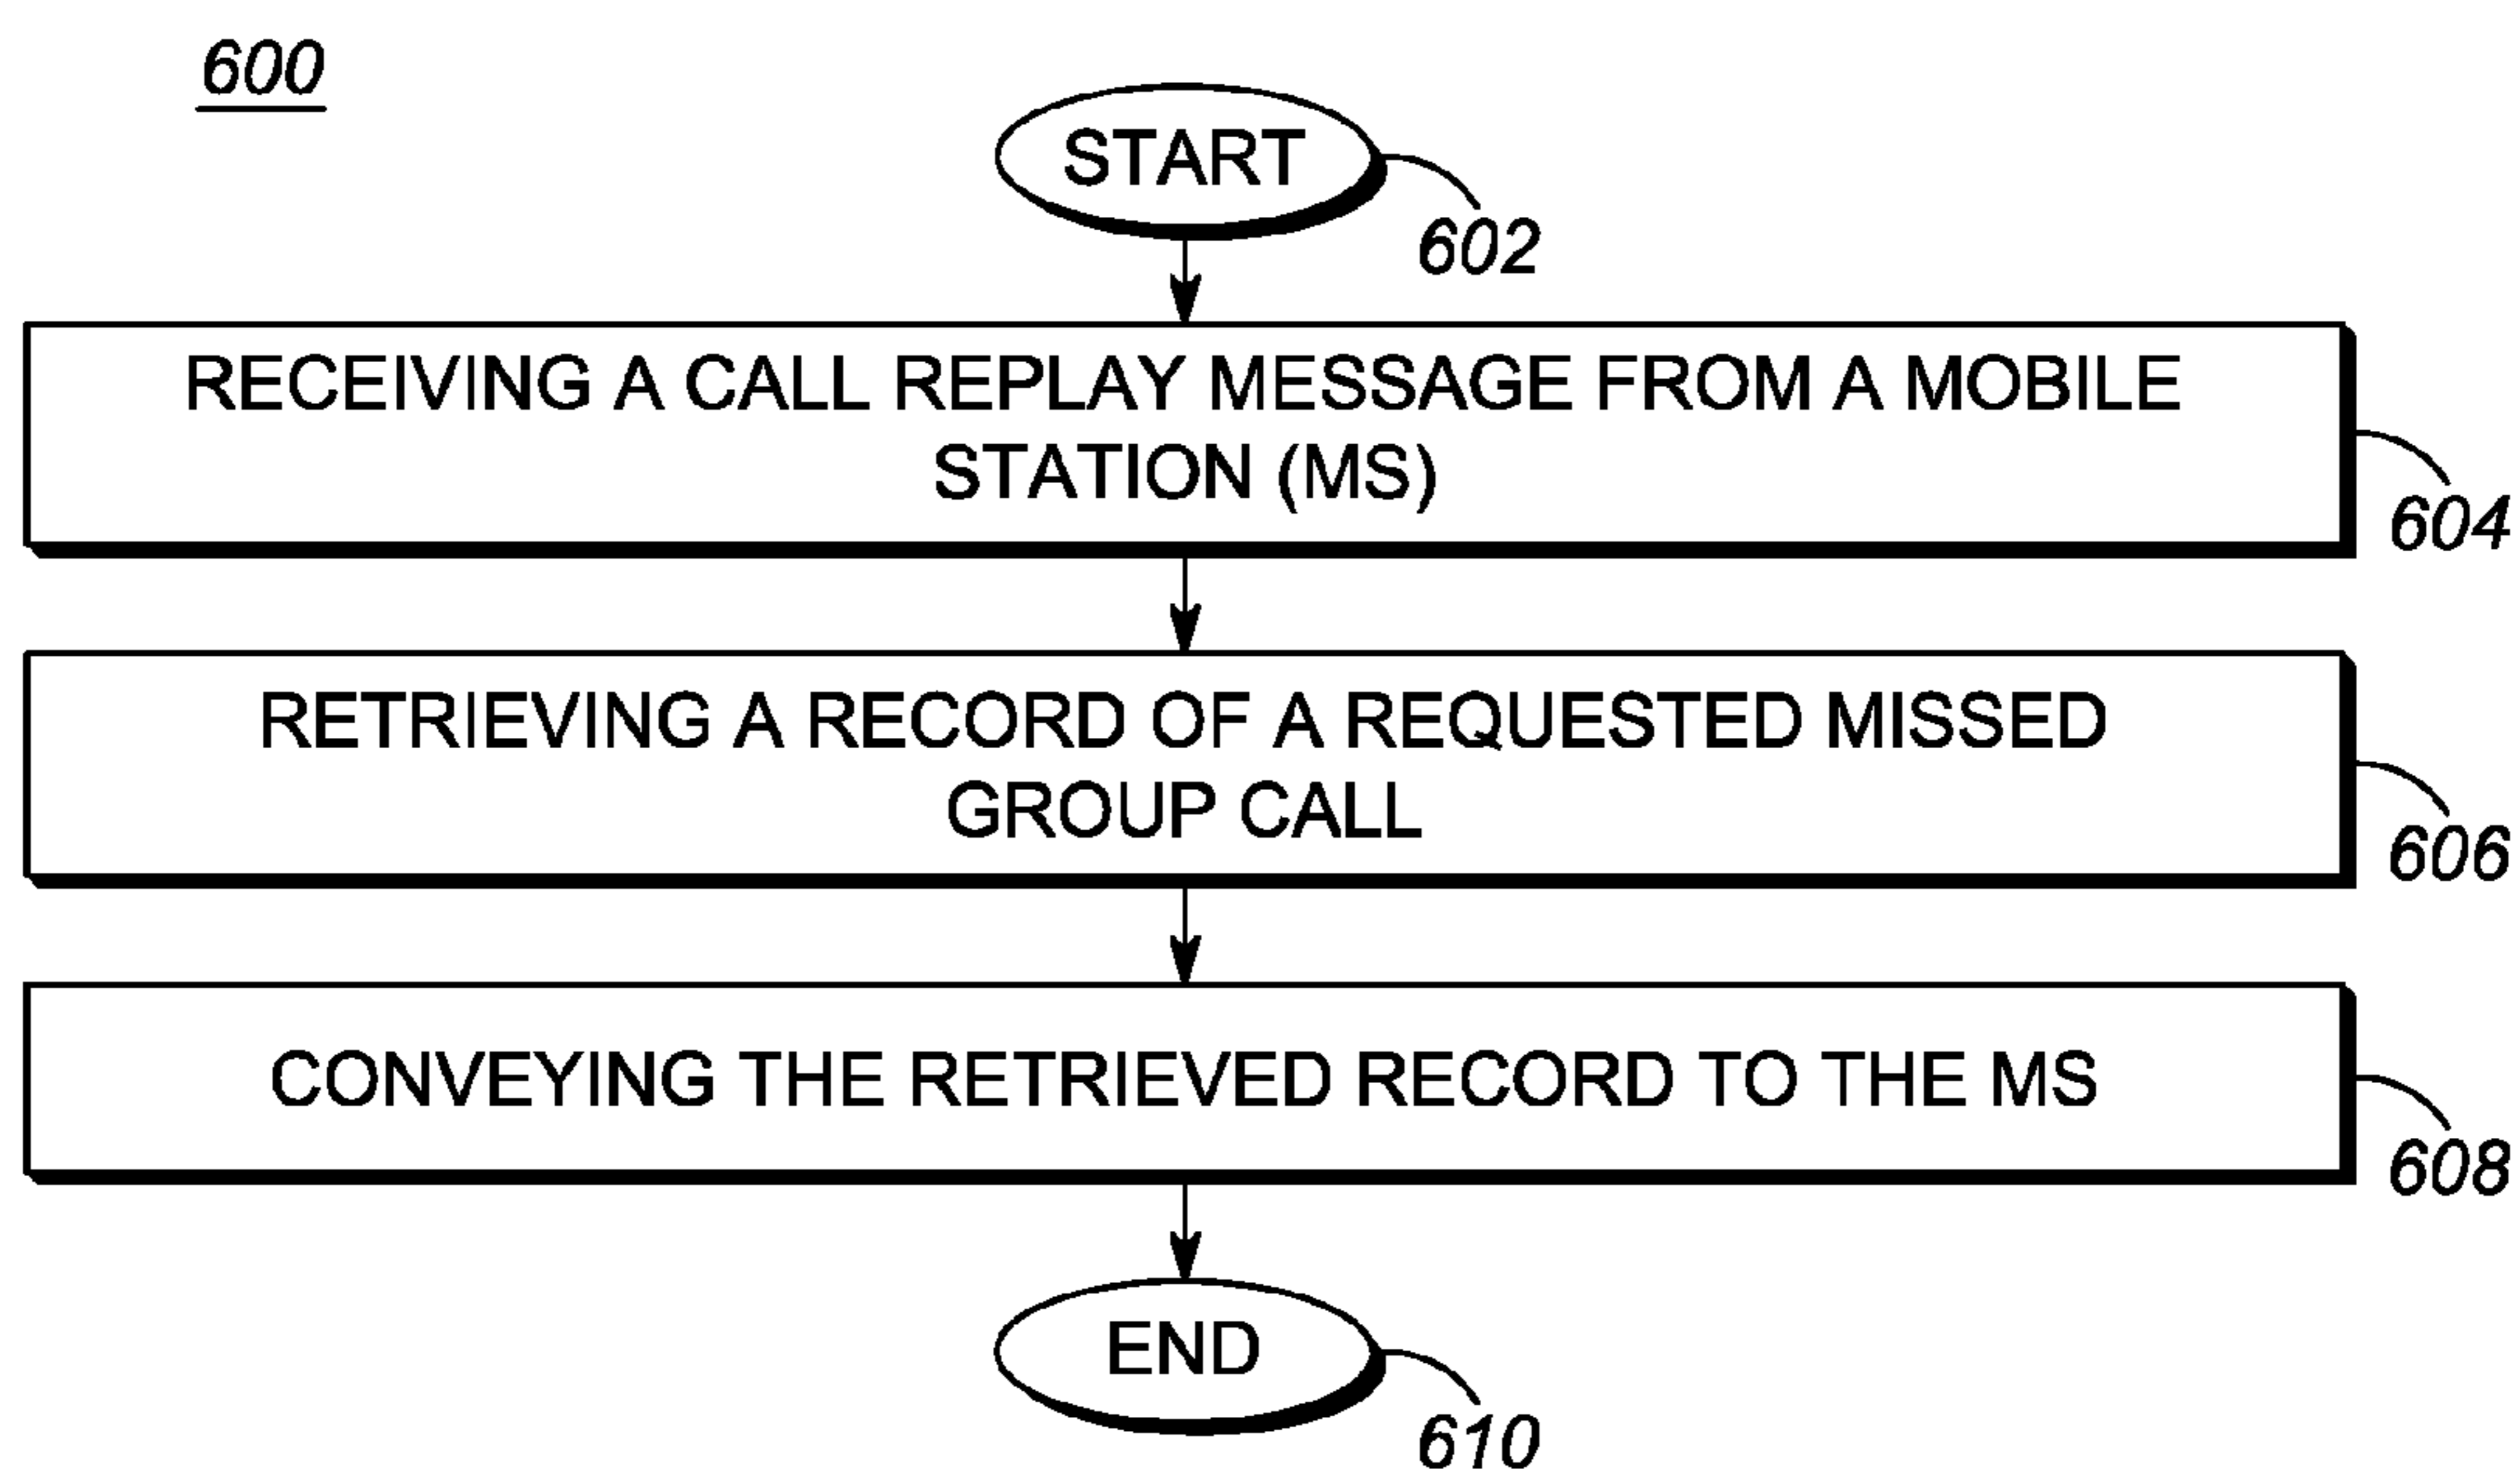 600
START
602
RECEIVING A CALL REPLAY MESSAGE FROM A MOBILE
STATION (MS)
604
RETRIEVING A RECORD OF A REQUESTED MISSED
GROUP CALL
606
CONVEYING THE RETRIEVED RECORD TO THE MS
608
END
610